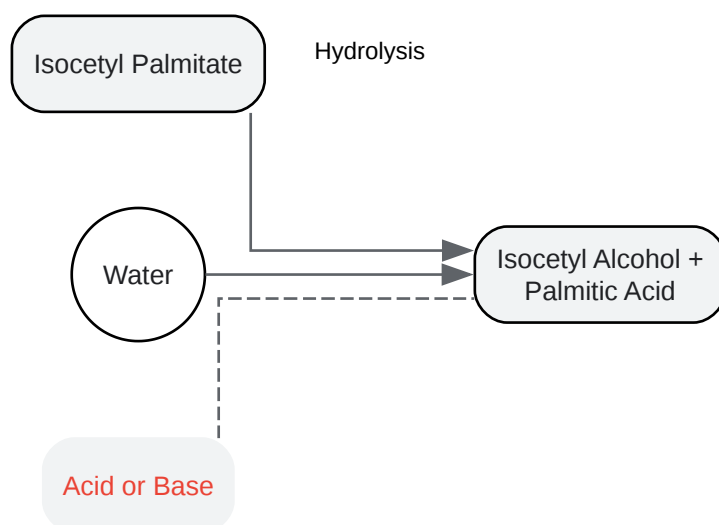 Isocetyl Palmitate
Hydrolysis
Water
Isocetyl Alcohol +
Palmitic Acid
Acid or Base